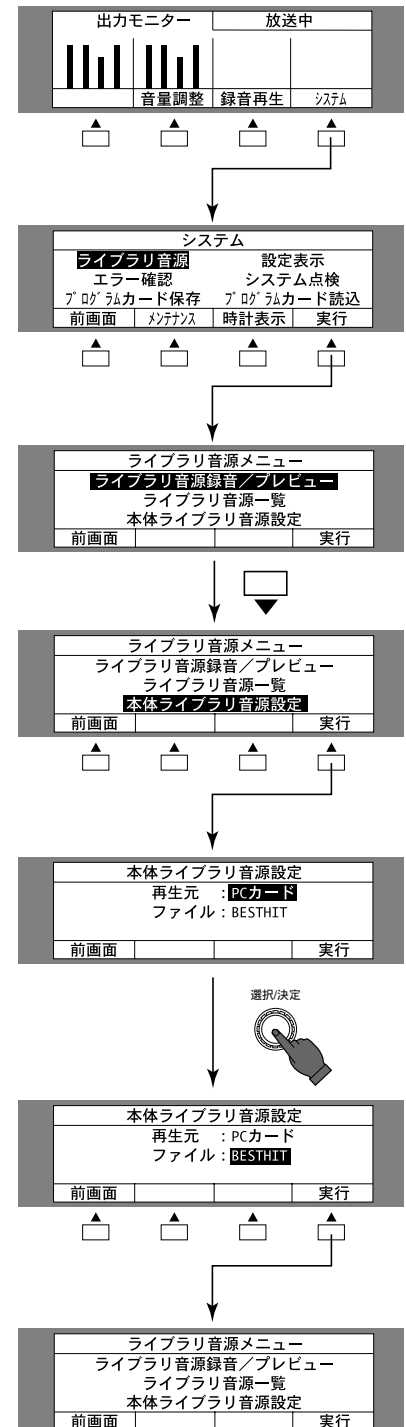 出力モニター 放送中
音量調整 録音再生 システム
システム
ライブラリ音源 設定表示
エラー確認 システム点検
プログラムカード保存 プログラムカード読込
前画面 メンテナンス 時計表示 実行
ライブラリ音源メニュー
ライブラリ音源録音／プレビュー
ライブラリ音源一覧
本体ライブラリ音源設定
前画面 実行
ライブラリ音源メニュー
ライブラリ音源録音／プレビュー
ライブラリ音源一覧
本体ライブラリ音源設定
前画面 実行
本体ライブラリ音源設定
再生元 ：PCカード
ファイル：BESTHIT
前画面 実行
選択/決定
本体ライブラリ音源設定
再生元 ：PCカード
ファイル：BESTHIT
前画面 実行
ライブラリ音源メニュー
ライブラリ音源録音／プレビュー
ライブラリ音源一覧
本体ライブラリ音源設定
前画面 実行